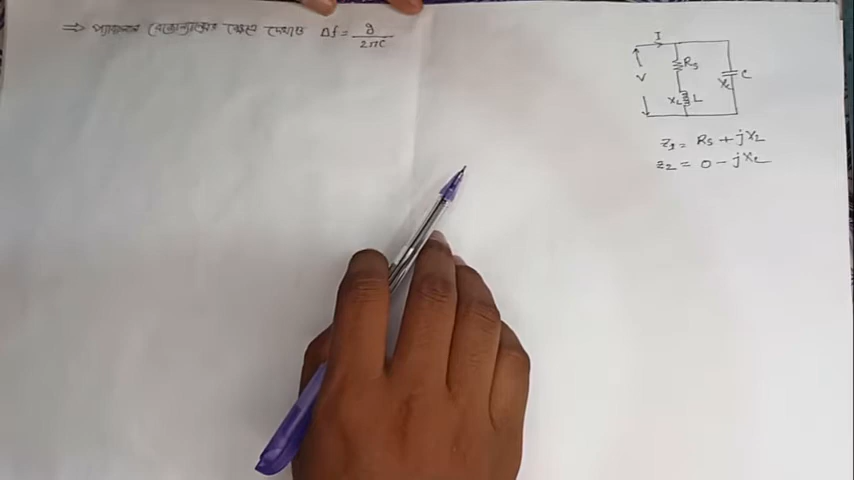 ⇒ প্যারালাল রেজোন্যান্সের ক্ষেত্রে দেখাও Δf = g/2πC
I
V
R_S
X_L
L
X_C
C
Z_1 = R_S + jX_L
Z_2 = 0 - jX_C